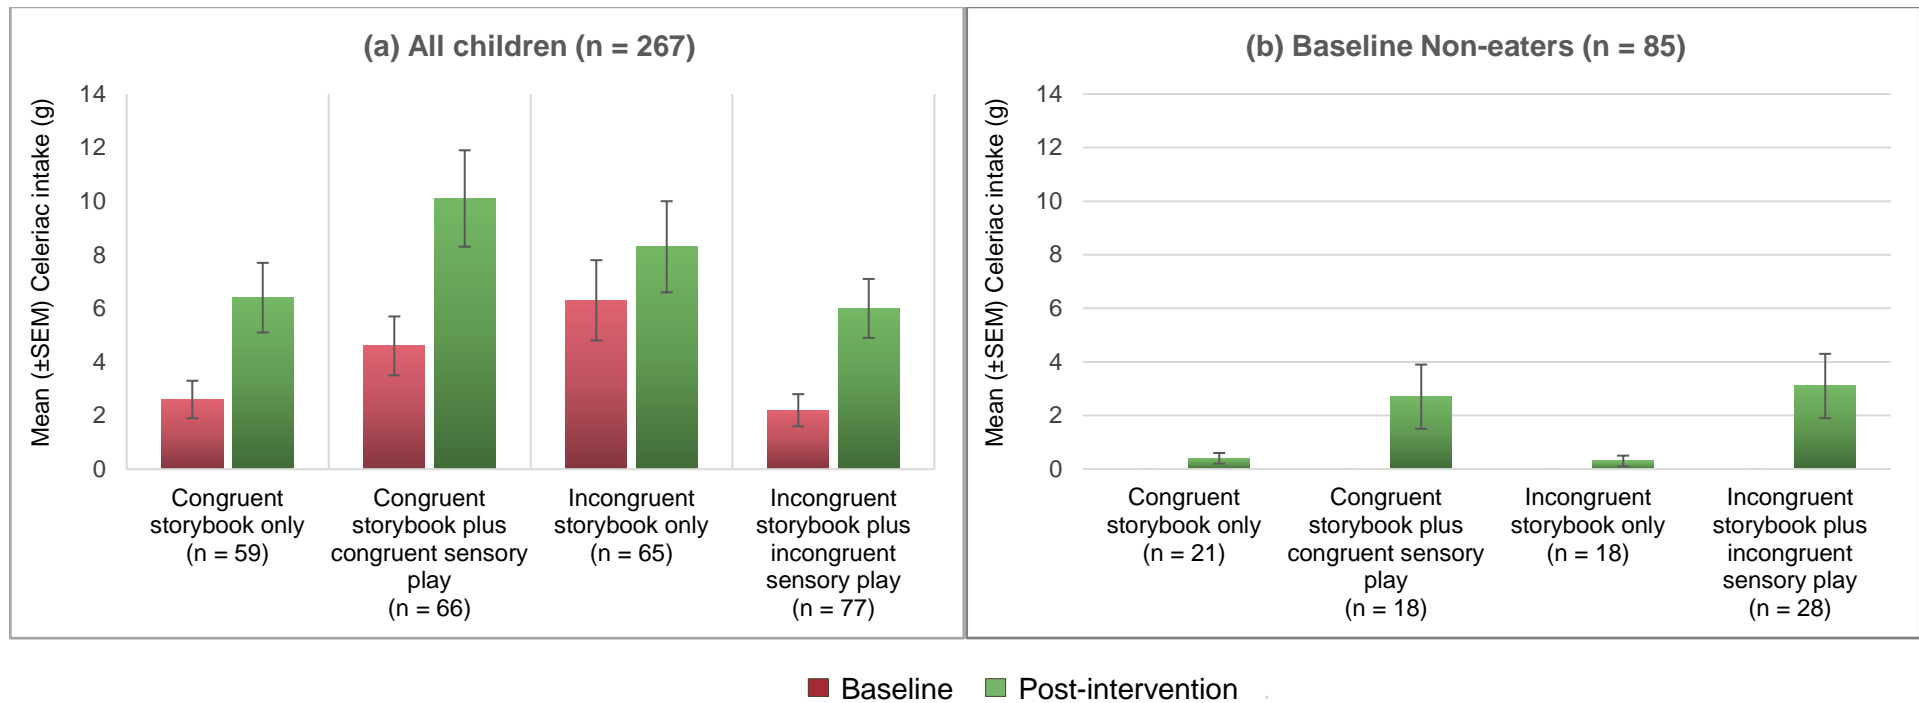 (a) All children (n = 267)
Mean (±SEM) Celeriac intake (g)
14
12
10
8
6
4
2
0
Congruent
storybook only
(n = 59)
Congruent
storybook plus
congruent sensory
play
(n = 66)
Incongruent
storybook only
(n = 65)
Incongruent
storybook plus
incongruent
sensory play
(n = 77)
(b) Baseline Non-eaters (n = 85)
Mean (±SEM) Celeriac intake (g)
14
12
10
8
6
4
2
0
Congruent
storybook only
(n = 21)
Congruent
storybook plus
congruent sensory
play
(n = 18)
Incongruent
storybook only
(n = 18)
Incongruent
storybook plus
incongruent
sensory play
(n = 28)
Baseline Post-intervention